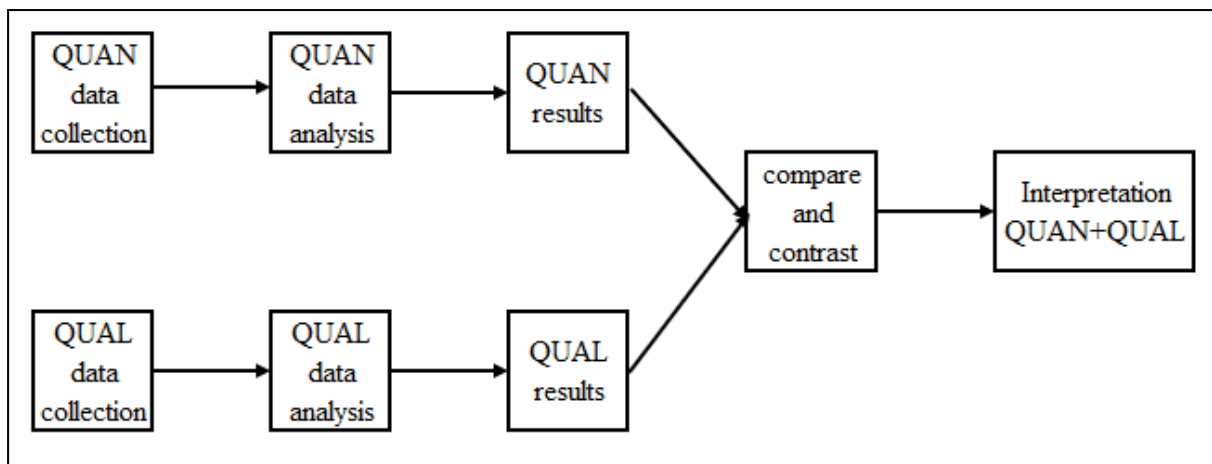 QUAN
data
collection
QUAN
data
analysis
QUAN
results
compare
and
contrast
Interpretation
QUAN+QUAL
QUAL
data
collection
QUAL
data
analysis
QUAL
results